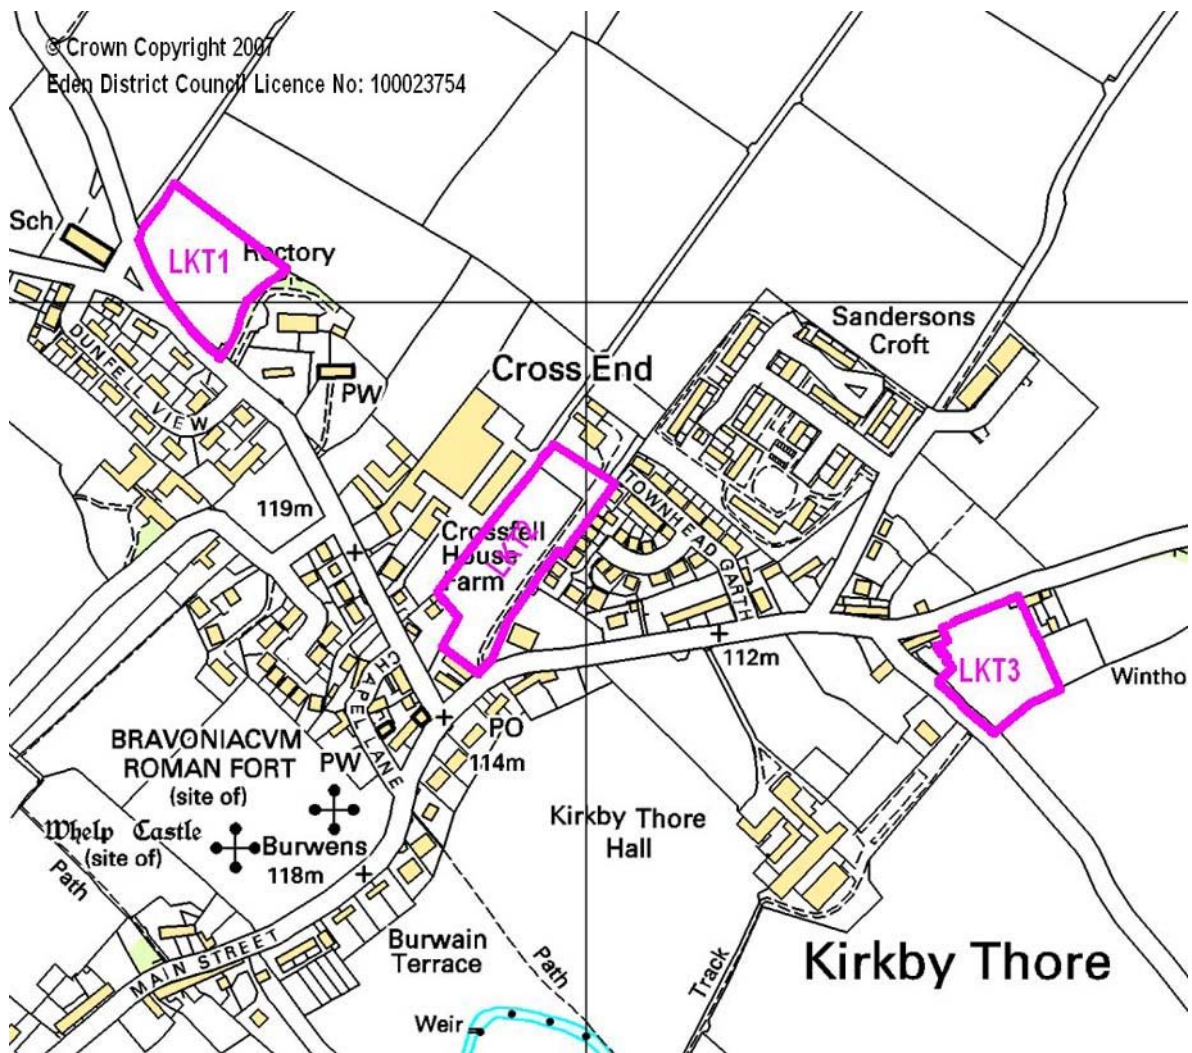 © Crown Copyright 2007
Eden District Council Licence No: 100023754
Sch
LKT1
Rectory
Sandersons
Croft
DUNFELL VIEW
Cross End
PW
119m
Crossfell
House
Farm
LKT2
TOWNHEAD GARTH
112m
LKT3
Wintho
CHAPEL LANE
BRAVONIACVM
ROMAN FORT
(site of)
PW
PO
114m
Whelp Castle
(site of)
Burwens
118m
Kirkby Thore
Hall
Path
MAIN STREET
Burwain
Terrace
Path
Track
Kirkby Thore
Weir